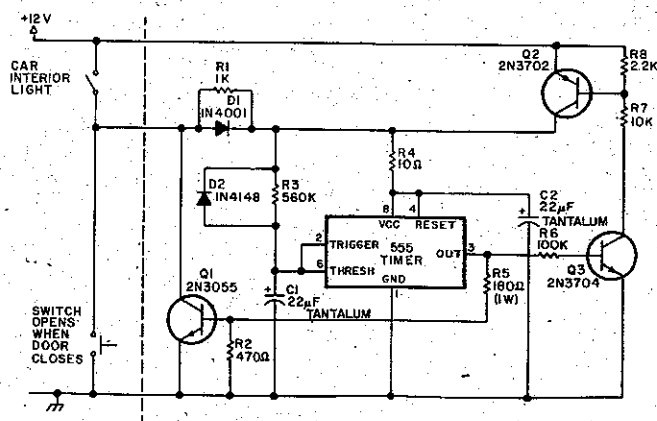 +12V
CAR
INTERIOR
LIGHT
R1
1K
D1
IN4001
Q2
2N3702
R8
2.2K
R7
10K
D2
IN4148
R3
560K
R4
10Ω
C2
22µF
TANTALUM
8
4
VCC
RESET
2
TRIGGER
6
THRESH
555
TIMER
OUT
3
GND
1
R6
100K
Q3
2N3704
R5
180Ω
(1W)
Q1
2N3055
C1
22µF
TANTALUM
R2
470Ω
SWITCH
OPENS
WHEN
DOOR
CLOSES
+
+